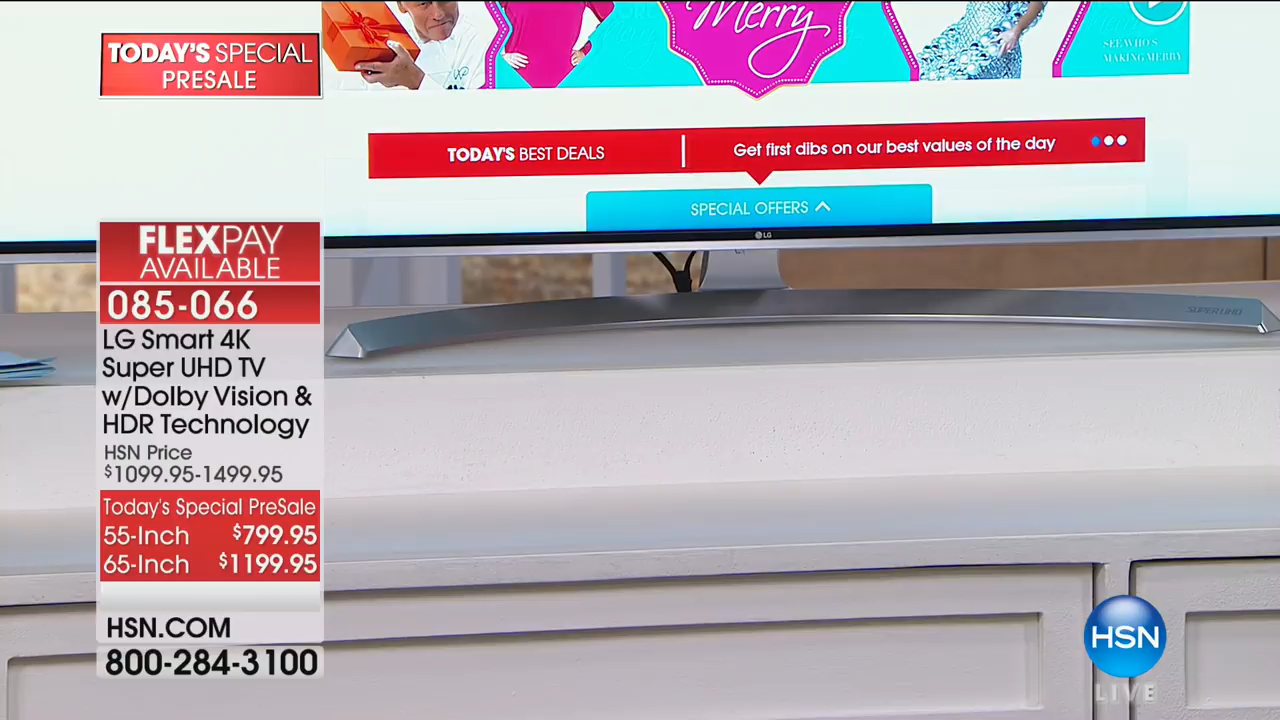 TODAY'S SPECIAL
PRESALE
Merry
SEE WHO'S
MAKING MERRY
TODAY'S BEST DEALS
Get first dibs on our best values of the day
SPECIAL OFFERS
LG
SUPER UHD
FLEXPAY
AVAILABLE
085-066
LG Smart 4K
Super UHD TV
w/Dolby Vision &
HDR Technology
HSN Price
$1099.95-1499.95
Today's Special PreSale
55-Inch $799.95
65-Inch $1199.95
HSN.COM
800-284-3100
HSN
LIVE